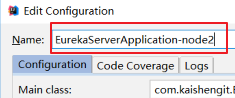 Edit Configuration
Name: EurekaServerApplication-node2
Configuration Code Coverage Logs
Main class: com.kaishengit.E